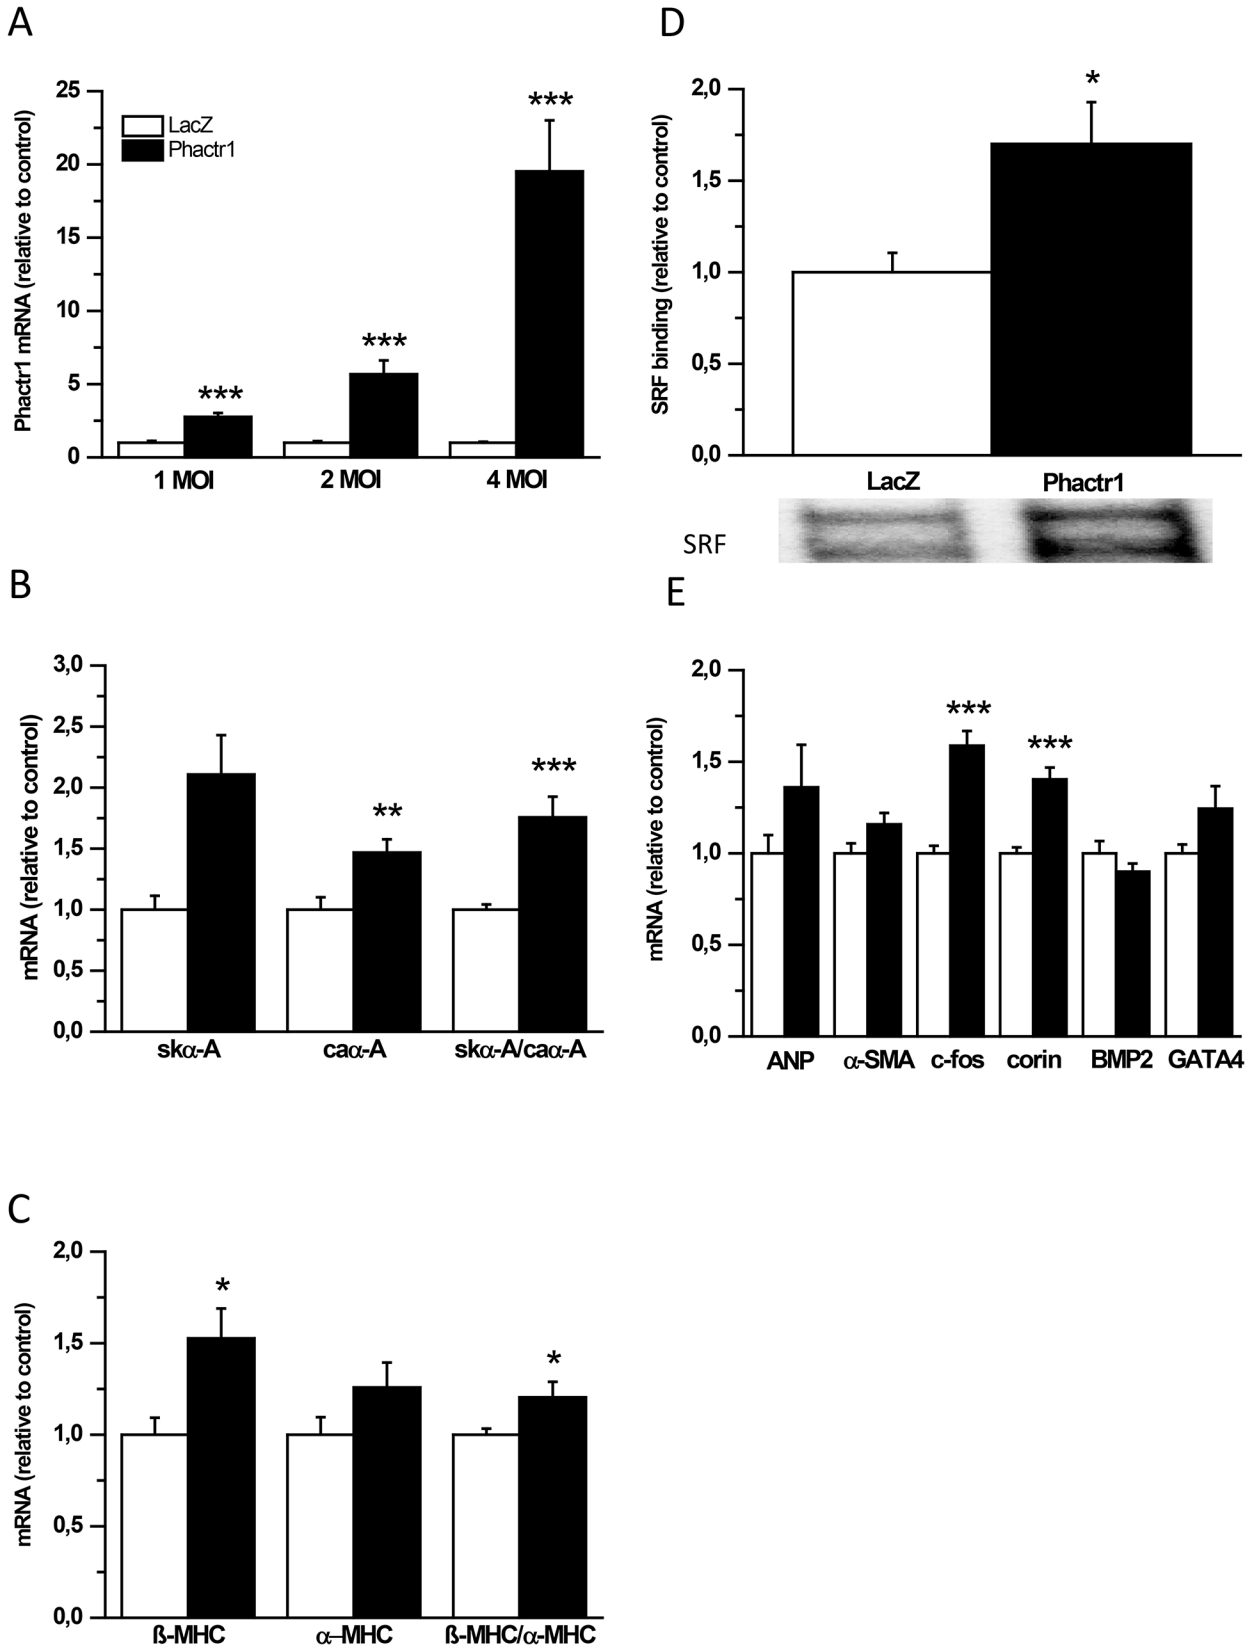 A
Phactr1 mRNA (relative to control)
25
20
15
10
5
0
LacZ
Phactr1
***
***
***
1 MOI 2 MOI 4 MOI
D
SRF binding (relative to control)
2,0
1,5
1,0
0,5
0,0
*
LacZ Phactr1
SRF
B
mRNA (relative to control)
3,0
2,5
2,0
1,5
1,0
0,5
0,0
**
***
skα-A caα-A skα-A/caα-A
E
mRNA (relative to control)
2,0
1,5
1,0
0,5
0,0
***
***
ANP α-SMA c-fos corin BMP2 GATA4
C
mRNA (relative to control)
2,0
1,5
1,0
0,5
0,0
*
*
ß-MHC α–MHC ß-MHC/α-MHC